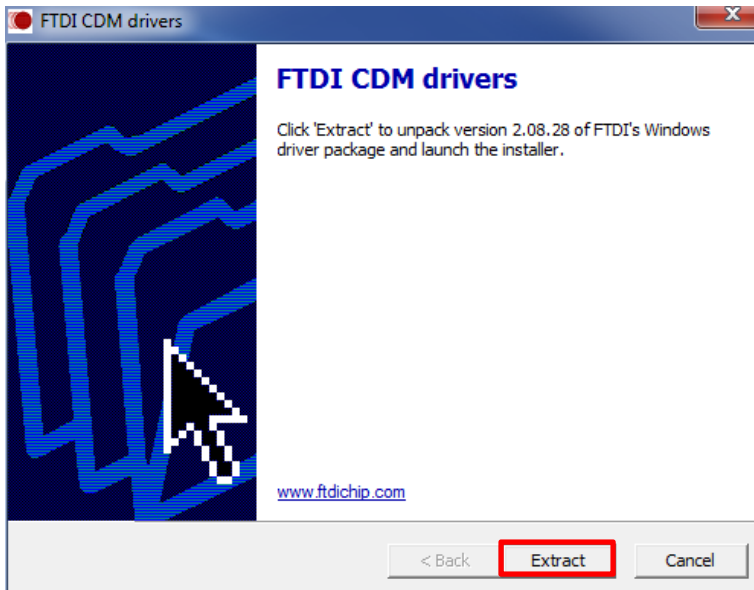 FTDI CDM drivers
X
FTDI CDM drivers
Click 'Extract' to unpack version 2.08.28 of FTDI's Windows
driver package and launch the installer.
www.ftdichip.com
< Back Extract Cancel